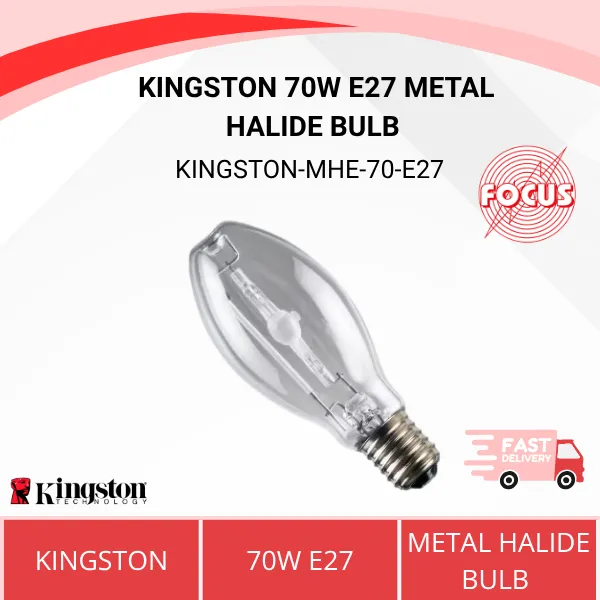 KINGSTON 70W E27 METAL
HALIDE BULB
KINGSTON-MHE-70-E27
FOCUS
FAST
DELIVERY
Kingston
TECHNOLOGY
KINGSTON
70W E27
METAL HALIDE
BULB